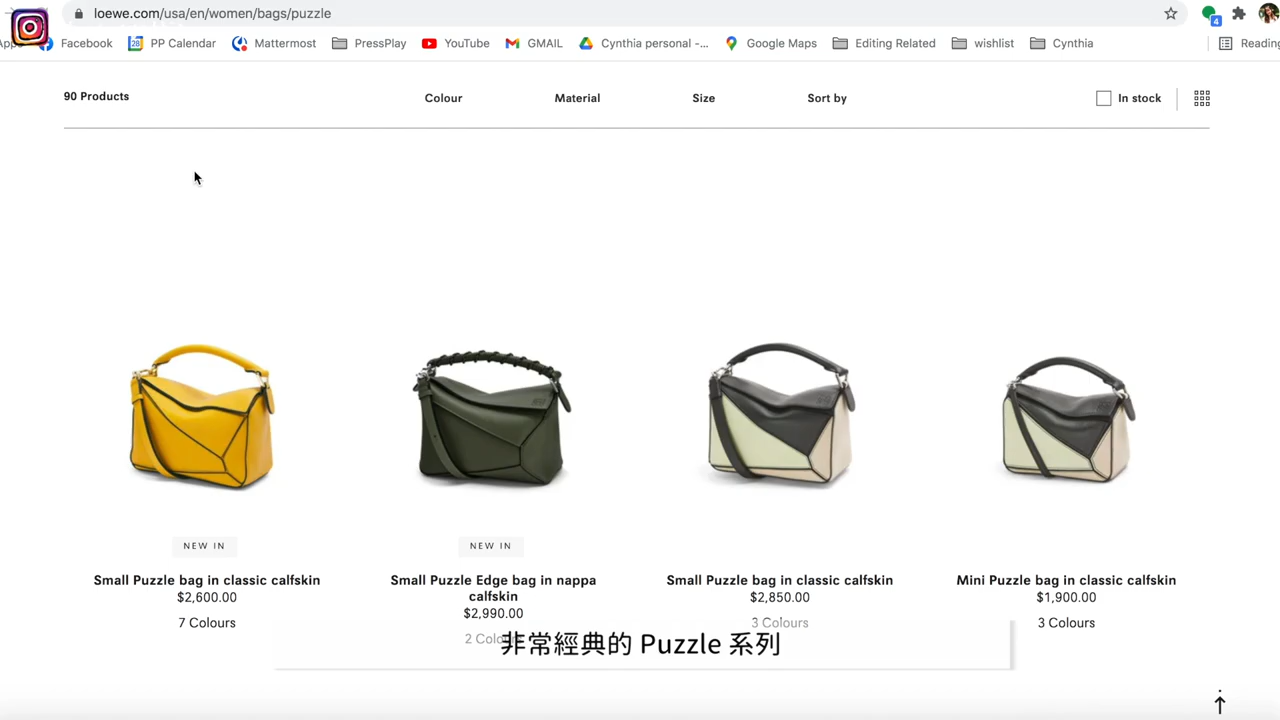 loewe.com/usa/en/women/bags/puzzle
4
Facebook
28
PP Calendar
Mattermost
PressPlay
YouTube
GMAIL
Cynthia personal -...
Google Maps
Editing Related
wishlist
Cynthia
90 Products
Colour
Material
Size
Sort by
In stock
NEW IN
NEW IN
Small Puzzle bag in classic calfskin
$2,600.00
7 Colours
Small Puzzle Edge bag in nappa
calfskin
$2,990.00
Small Puzzle bag in classic calfskin
$2,850.00
3 Colours
Mini Puzzle bag in classic calfskin
$1,900.00
3 Colours
非常經典的 Puzzle 系列